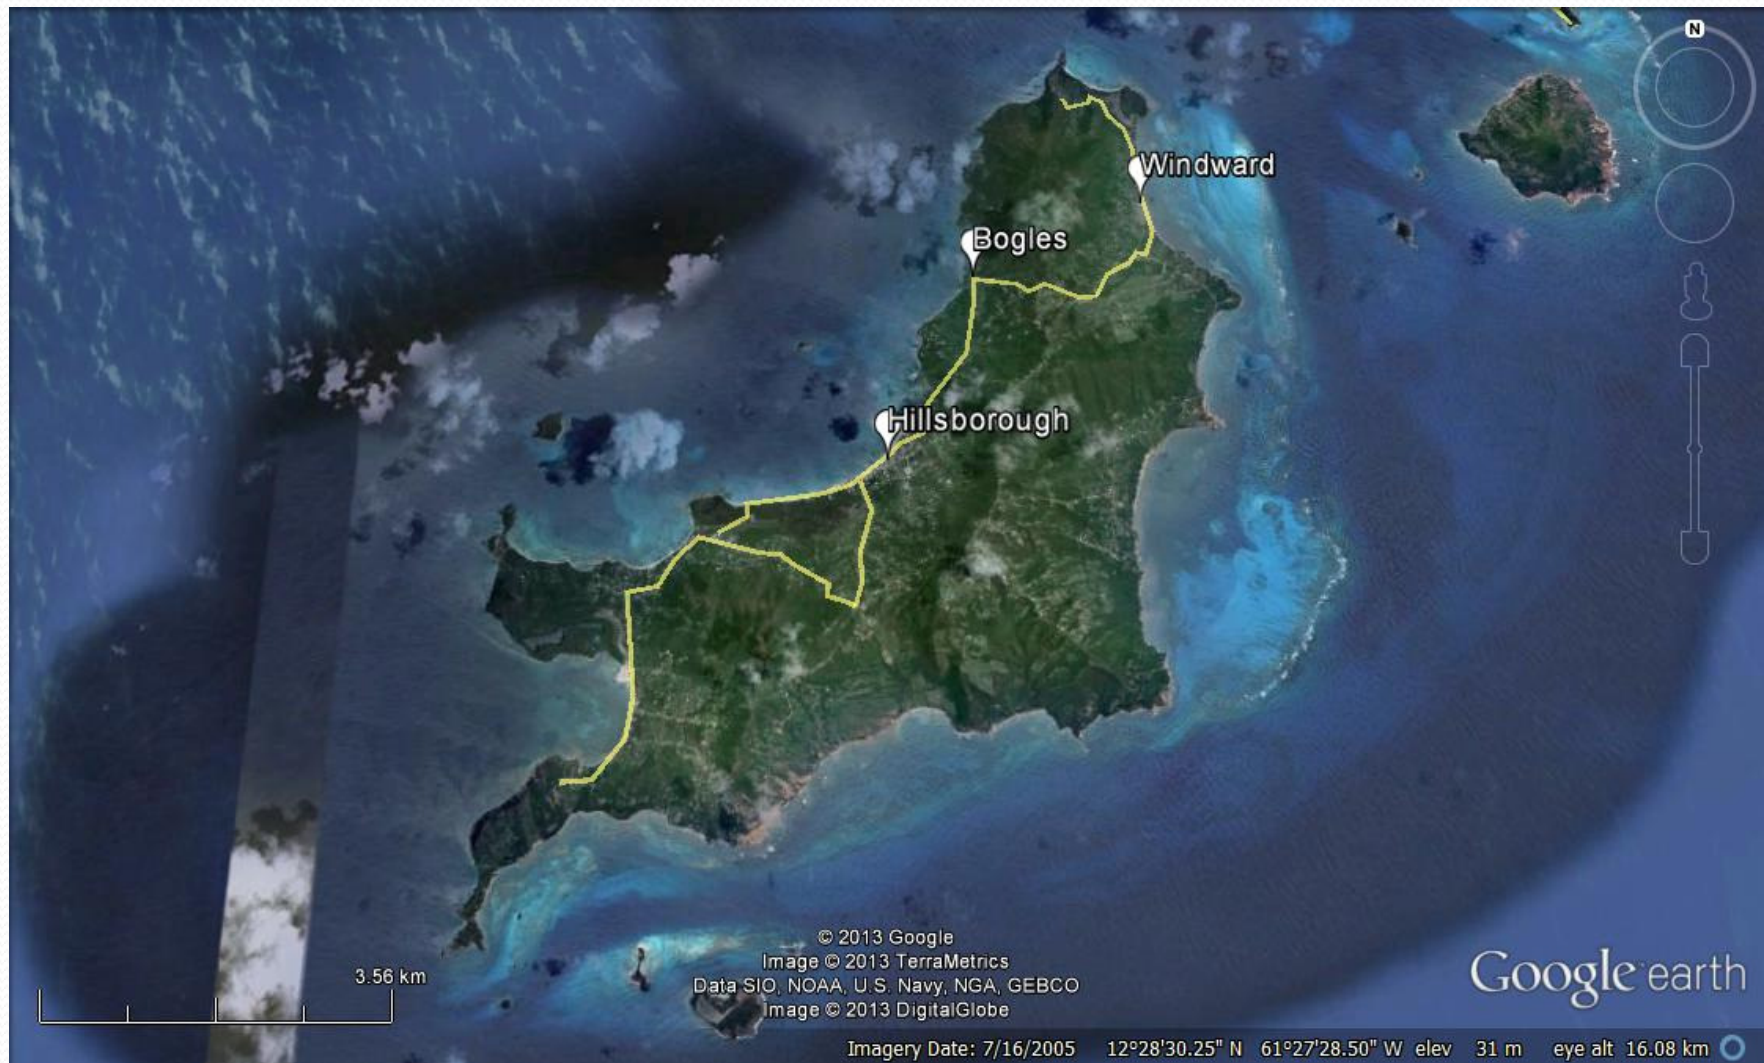 N
Windward
Bogles
Hillsborough
3.56 km
© 2013 Google
Image © 2013 TerraMetrics
Data SIO, NOAA, U.S. Navy, NGA, GEBCO
Image © 2013 DigitalGlobe
Google earth
Imagery Date: 7/16/2005 12°28'30.25" N 61°27'28.50" W elev 31 m eye alt 16.08 km